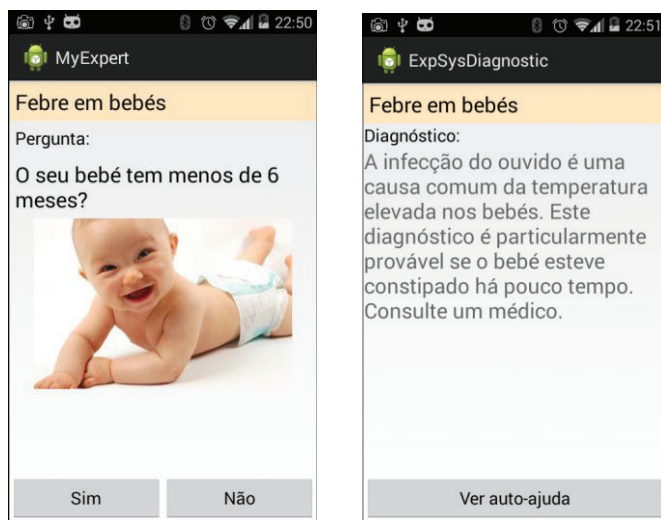 22:50
MyExpert
Febre em bebés
Pergunta:
O seu bebé tem menos de 6
meses?
Sim
Não
22:51
ExpSysDiagnostic
Febre em bebés
Diagnóstico:
A infecção do ouvido é uma
causa comum da temperatura
elevada nos bebés. Este
diagnóstico é particularmente
provável se o bebé esteve
constipado há pouco tempo.
Consulte um médico.
Ver auto-ajuda